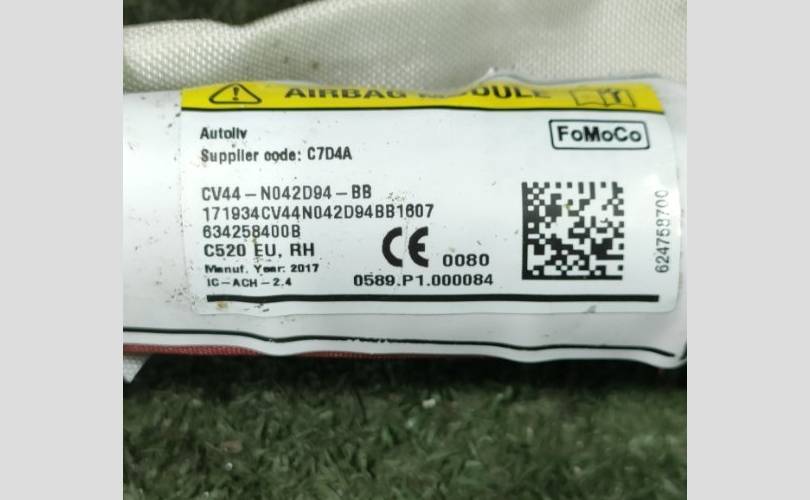 AIRBAG MODULE
Autoliv
FoMoCo
Supplier code: C7D4A
CV44-N042D94-BB
171934CV44N042D94BB1607
634258400B
C520 EU, RH
Manuf. Year: 2017
IC-ACH-2.4
0080
0589.P1.000084
624758700